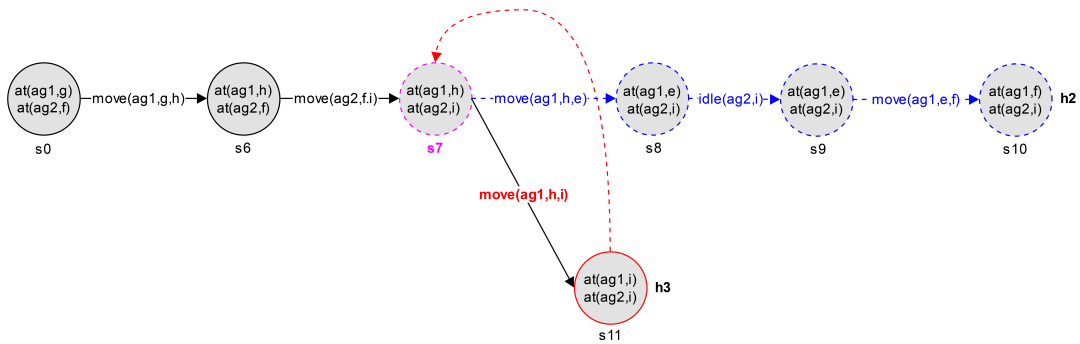 at(ag1,g)
at(ag2,f)
s0
move(ag1,g,h)
at(ag1,h)
at(ag2,f)
s6
move(ag2,f.i)
at(ag1,h)
at(ag2,i)
s7
move(ag1,h,e)
at(ag1,e)
at(ag2,i)
s8
idle(ag2,i)
at(ag1,e)
at(ag2,i)
s9
move(ag1,e,f)
at(ag1,f)
at(ag2,i)
s10
h2
move(ag1,h,i)
at(ag1,i)
at(ag2,i)
h3
s11